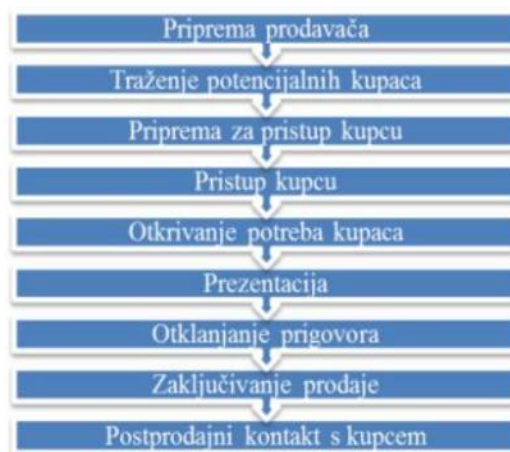 Priprema prodavača
Traženje potencijalnih kupaca
Priprema za pristup kupcu
Pristup kupcu
Otkrivanje potreba kupaca
Prezentacija
Otklanjanje prigovora
Zaključivanje prodaje
Postprodajni kontakt s kupcem